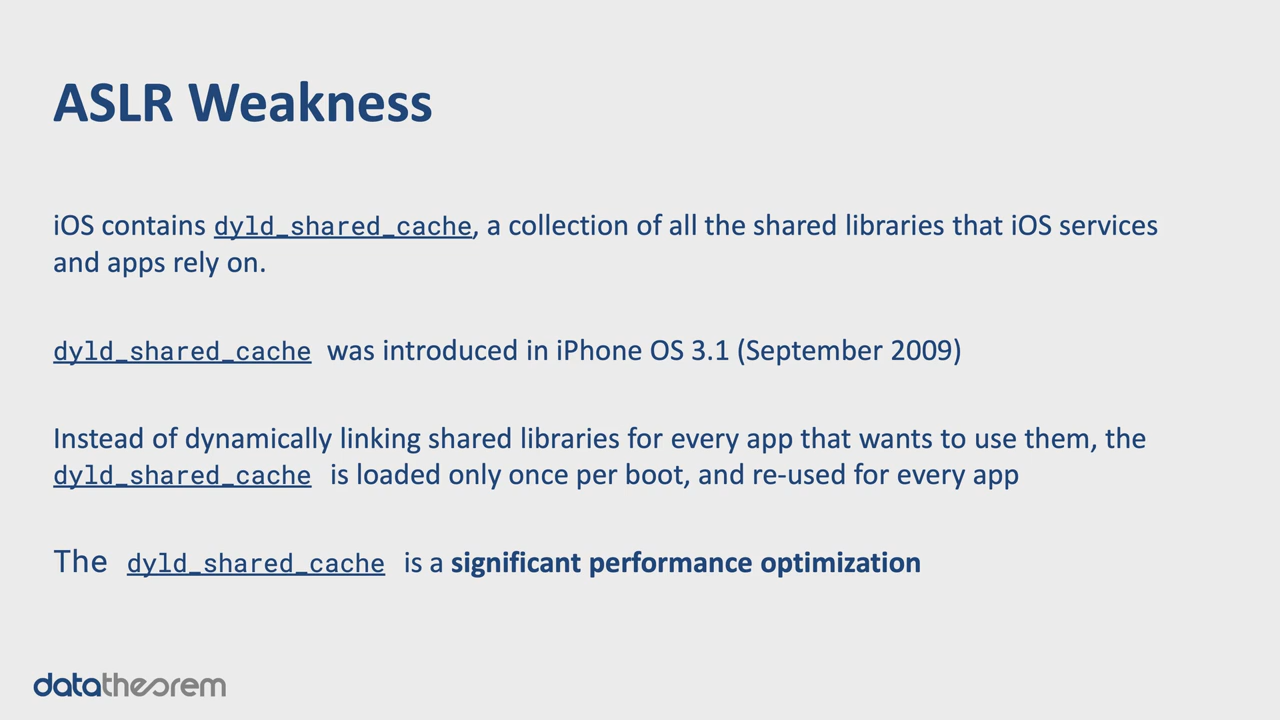 ASLR Weakness
iOS contains dyld_shared_cache, a collection of all the shared libraries that iOS services
and apps rely on.
dyld_shared_cache was introduced in iPhone OS 3.1 (September 2009)
Instead of dynamically linking shared libraries for every app that wants to use them, the
dyld_shared_cache is loaded only once per boot, and re-used for every app
The dyld_shared_cache is a significant performance optimization
datatheorem